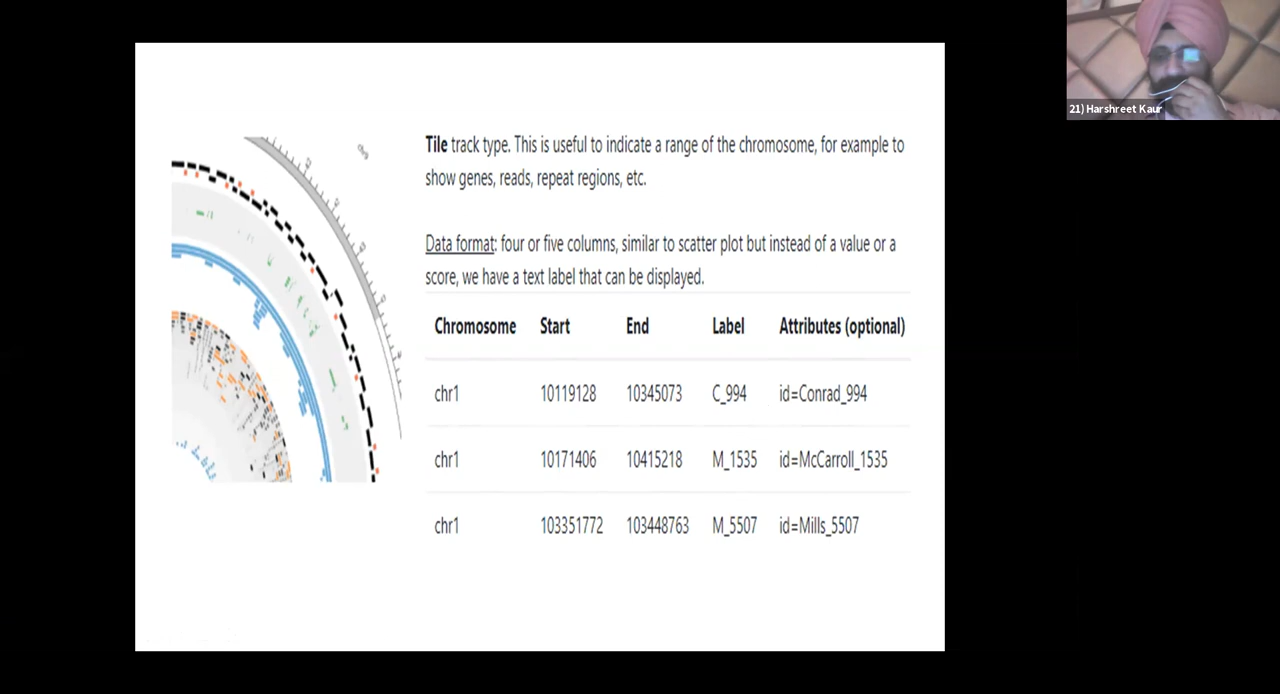 21) Harshreet Kaur
Tile track type. This is useful to indicate a range of the chromosome, for example to
show genes, reads, repeat regions, etc.
Data format: four or five columns, similar to scatter plot but instead of a value or a
score, we have a text label that can be displayed.
Chromosome Start End Label Attributes (optional)
chr1 10119128 10345073 C_994 id=Conrad_994
chr1 10171406 10415218 M_1535 id=McCarroll_1535
chr1 103351772 103448763 M_5507 id=Mills_5507